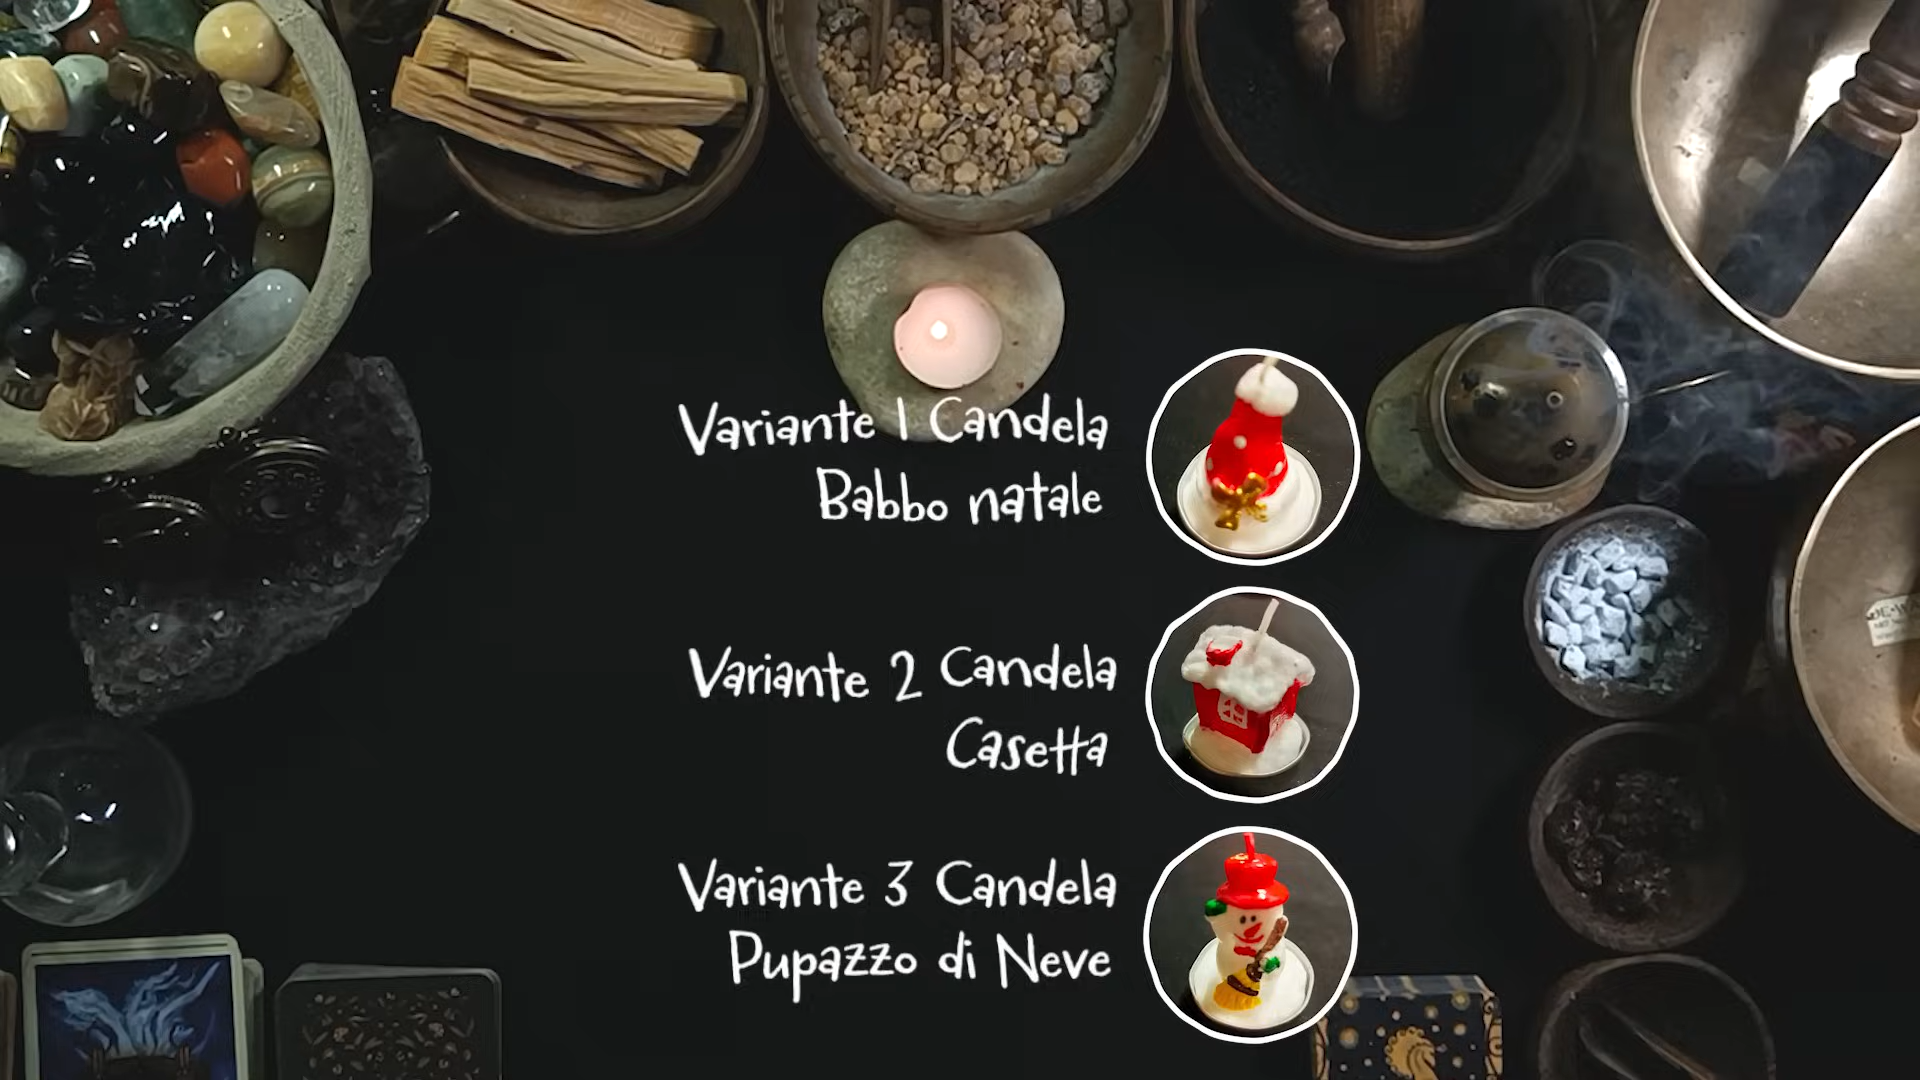 Variante 1 Candela
Babbo natale
Variante 2 Candela
Casetta
Variante 3 Candela
Pupazzo di Neve